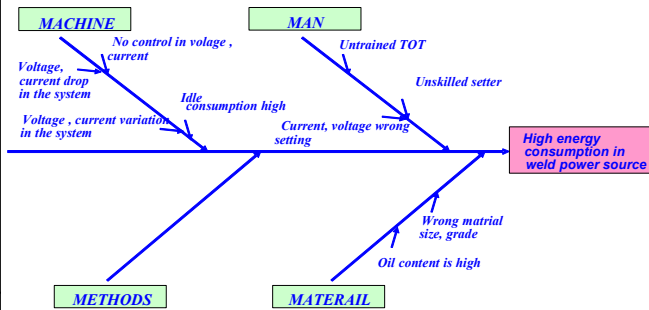 MACHINE
MAN
No control in volage ,
current
Untrained TOT
Voltage,
current drop
in the system
Unskilled setter
Idle
consumption high
Voltage , current variation
in the system
Current, voltage wrong
setting
High energy
consumption in
weld power source
Wrong matrial
size, grade
Oil content is high
METHODS
MATERAIL